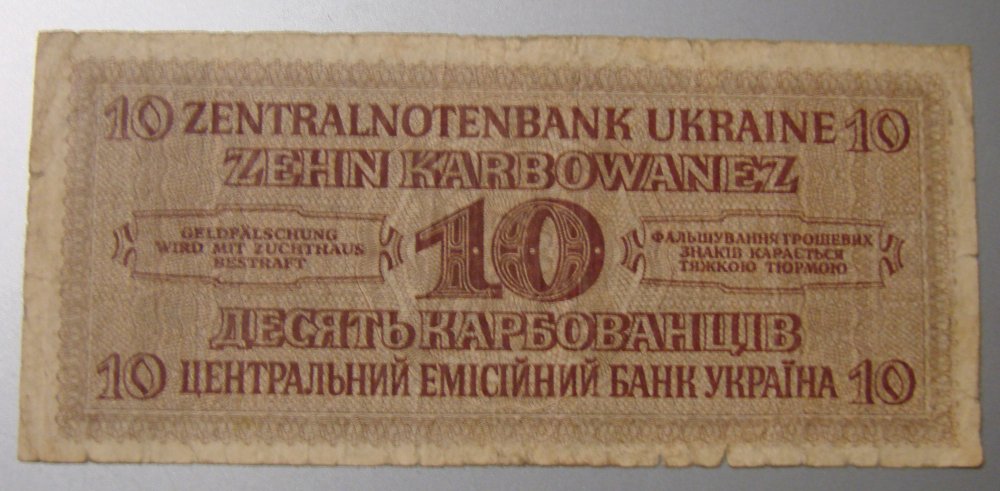 10 ZENTRALNOTENBANK UKRAINE 10
ZEHN KARBOWANEZ
GELDFÄLSCHUNG
WIRD MIT ZUCHTHAUS
BESTRAFT
10
ФАЛЬШУВАННЯ ГРОШЕВИХ
ЗНАКІВ КАРАЄТЬСЯ
ТЯЖКОЮ ТЮРМОЮ
ДЕСЯТЬ КАРБОВАНЦІВ
10 ЦЕНТРАЛЬНИЙ ЕМІСІЙНИЙ БАНК УКРАЇНА 10